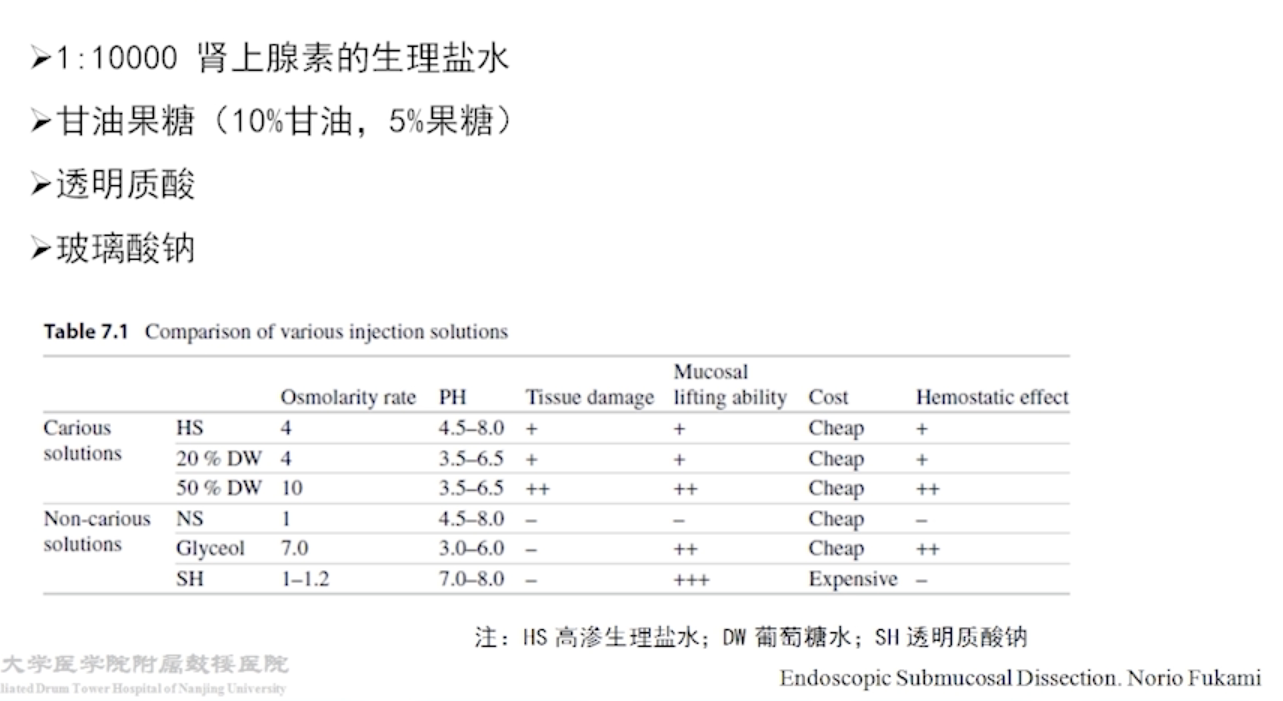 ➢1:10000 肾上腺素的生理盐水
➢甘油果糖（10%甘油，5%果糖）
➢透明质酸
➢玻璃酸钠
Table 7.1 Comparison of various injection solutions
Osmolarity rate PH Tissue damage Mucosal lifting ability Cost Hemostatic effect
Carious solutions HS 4 4.5–8.0 + + Cheap +
20 % DW 4 3.5–6.5 + + Cheap +
50 % DW 10 3.5–6.5 ++ ++ Cheap ++
Non-carious solutions NS 1 4.5–8.0 – – Cheap –
Glyceol 7.0 3.0–6.0 – ++ Cheap ++
SH 1–1.2 7.0–8.0 – +++ Expensive –
注：HS 高渗生理盐水；DW 葡萄糖水；SH 透明质酸钠
大学医学院附属鼓楼医院
liated Drum Tower Hospital of Nanjing University
Endoscopic Submucosal Dissection. Norio Fukami